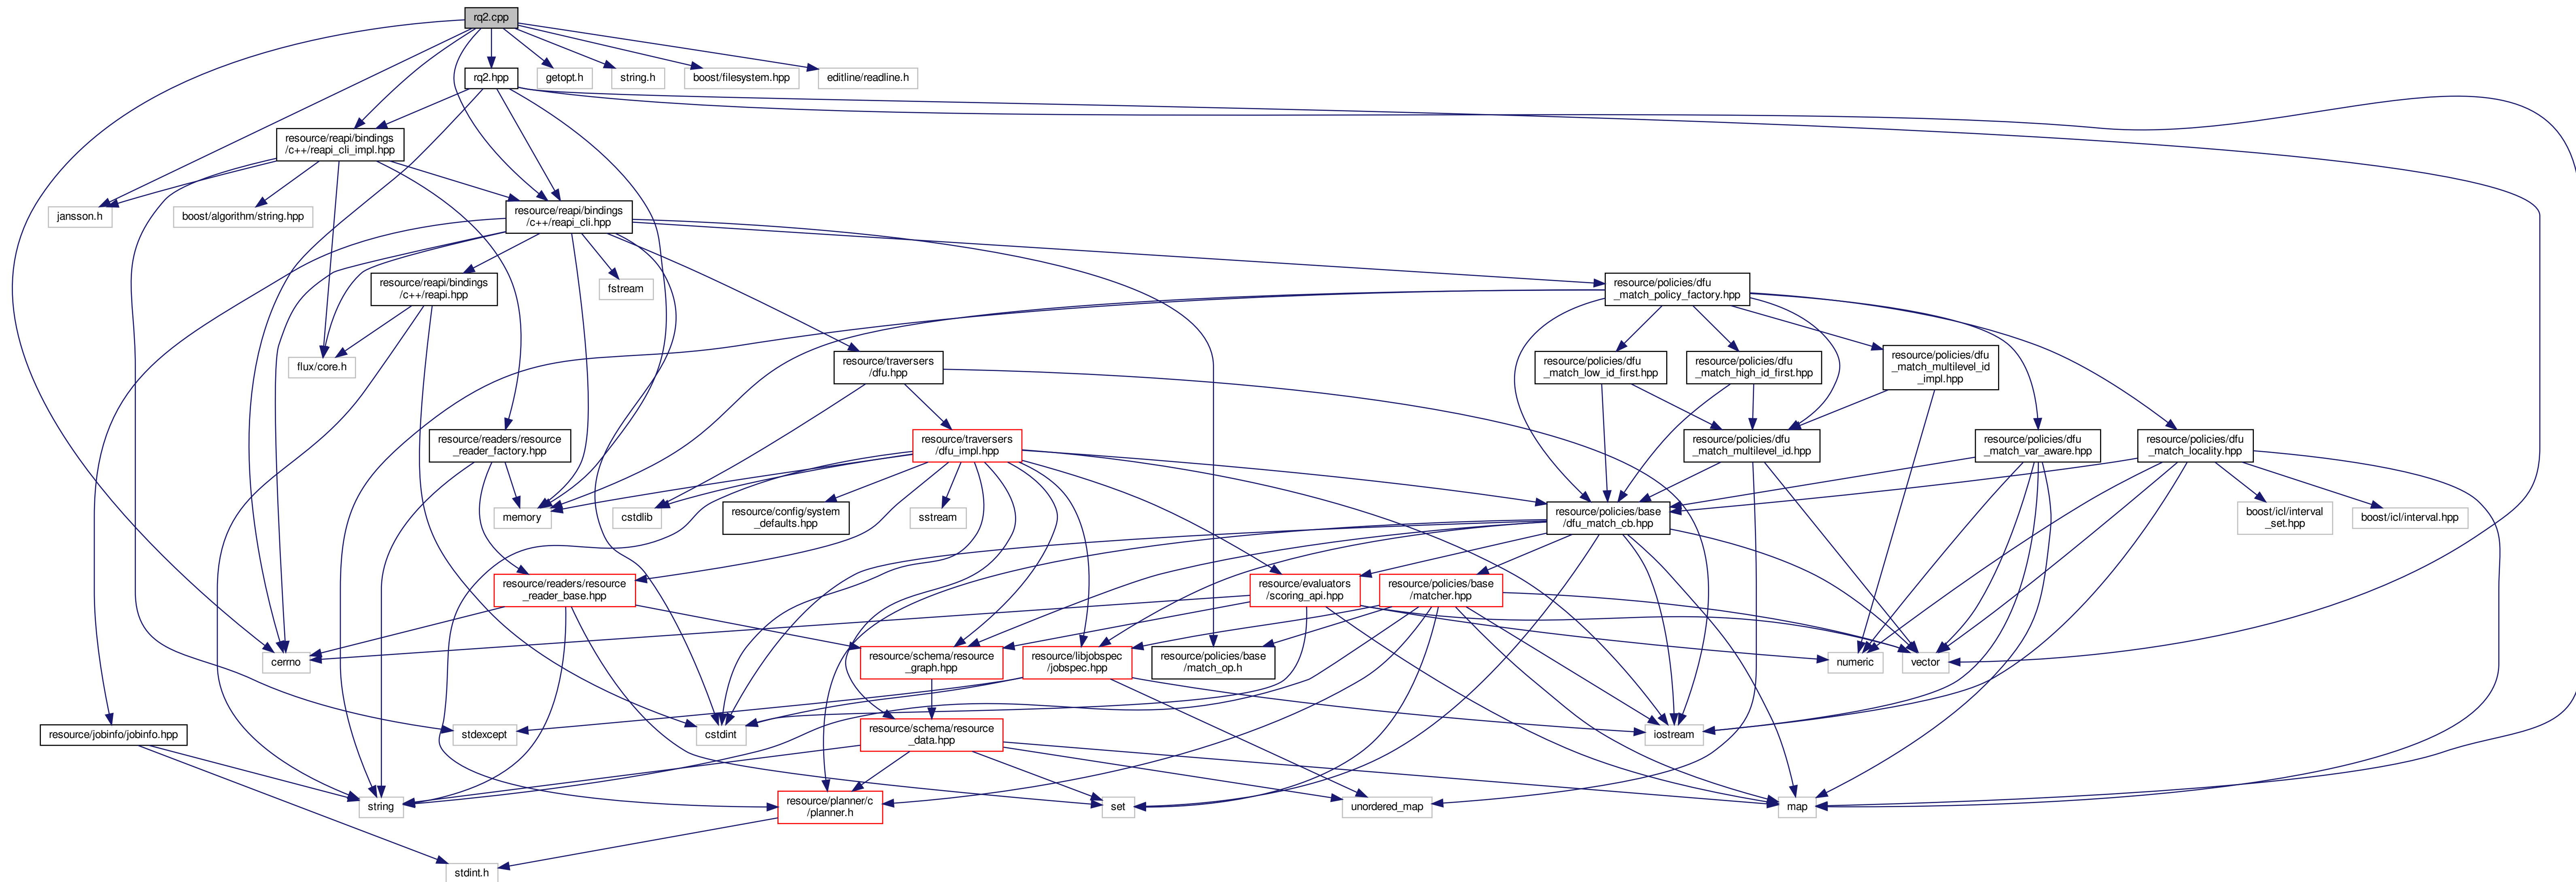 rq2.cpp
rq2.hpp
getopt.h
string.h
boost/filesystem.hpp
editline/readline.h
resource/reapi/bindings
/c++/reapi_cli_impl.hpp
jansson.h
boost/algorithm/string.hpp
resource/reapi/bindings
/c++/reapi_cli.hpp
resource/reapi/bindings
/c++/reapi.hpp
fstream
resource/policies/dfu
_match_policy_factory.hpp
flux/core.h
resource/traversers
/dfu.hpp
resource/policies/dfu
_match_low_id_first.hpp
resource/policies/dfu
_match_high_id_first.hpp
resource/policies/dfu
_match_multilevel_id
_impl.hpp
resource/readers/resource
_reader_factory.hpp
resource/traversers
/dfu_impl.hpp
resource/policies/dfu
_match_multilevel_id.hpp
resource/policies/dfu
_match_var_aware.hpp
resource/policies/dfu
_match_locality.hpp
memory
cstdlib
resource/config/system
_defaults.hpp
sstream
resource/policies/base
/dfu_match_cb.hpp
boost/icl/interval
_set.hpp
boost/icl/interval.hpp
resource/readers/resource
_reader_base.hpp
resource/evaluators
/scoring_api.hpp
resource/policies/base
/matcher.hpp
cerrno
resource/schema/resource
_graph.hpp
resource/libjobspec
/jobspec.hpp
resource/policies/base
/match_op.h
numeric
vector
resource/jobinfo/jobinfo.hpp
stdexcept
cstdint
resource/schema/resource
_data.hpp
iostream
string
resource/planner/c
/planner.h
set
unordered_map
map
stdint.h